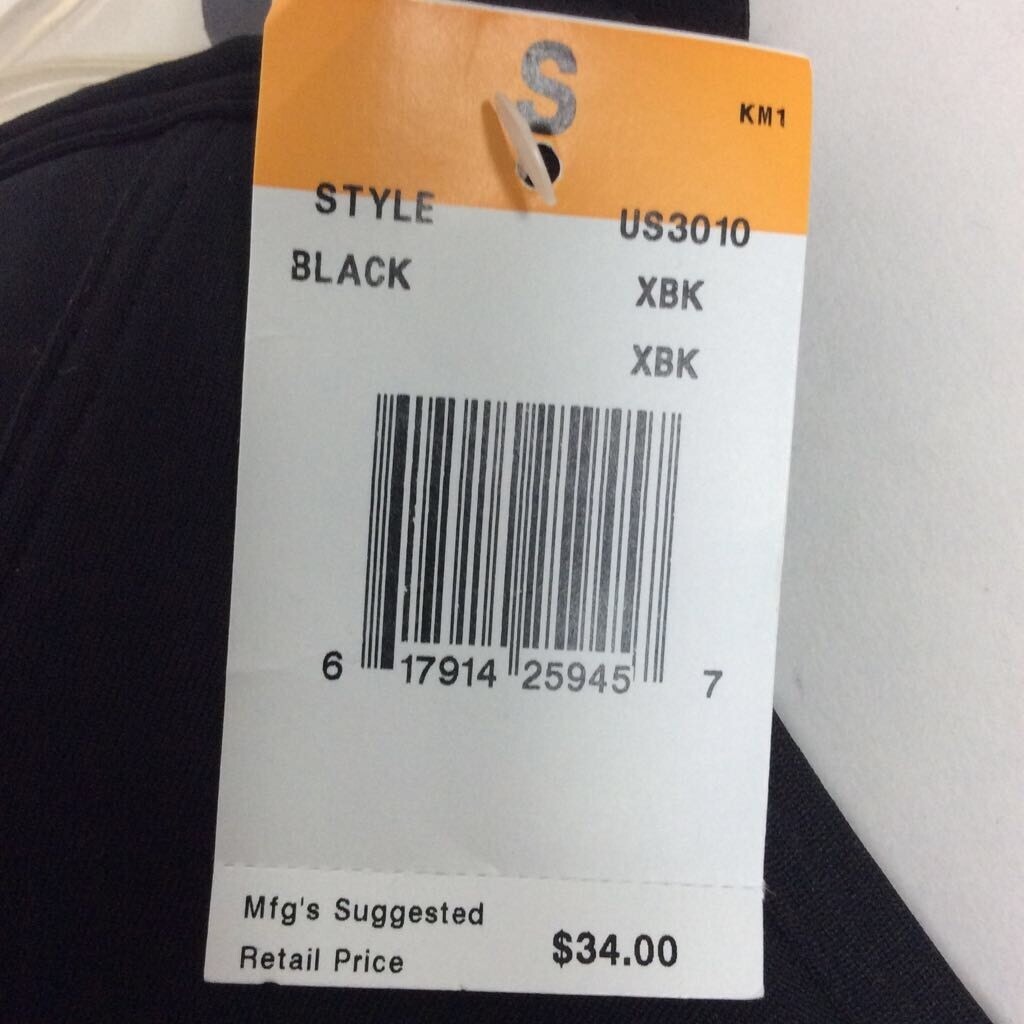 S
KM1
STYLE US3010
BLACK XBK
XBK
6 17914 25945 7
Mfg's Suggested
Retail Price $34.00